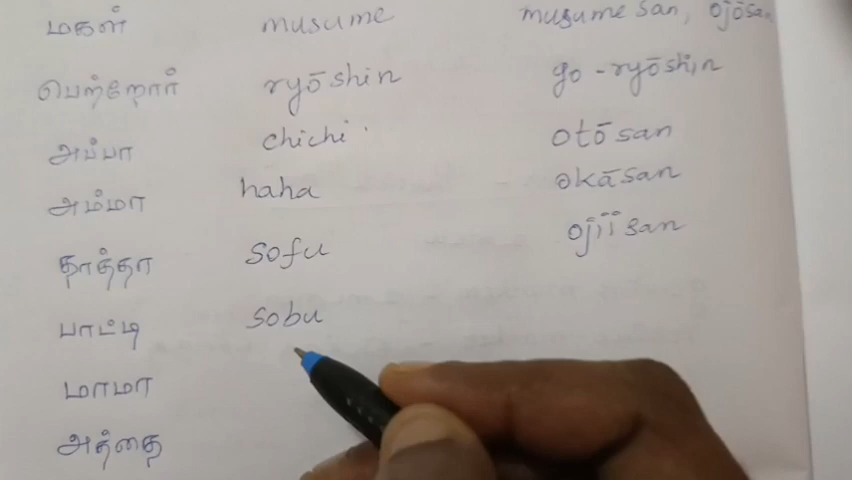 மகள் musume musume san, ojōsan
பெற்றோர் ryōshin go-ryōshin
அப்பா chichi otōsan
அம்மா haha okāsan
தாத்தா sofu ojiisan
பாட்டி sobu
மாமா
அத்தை